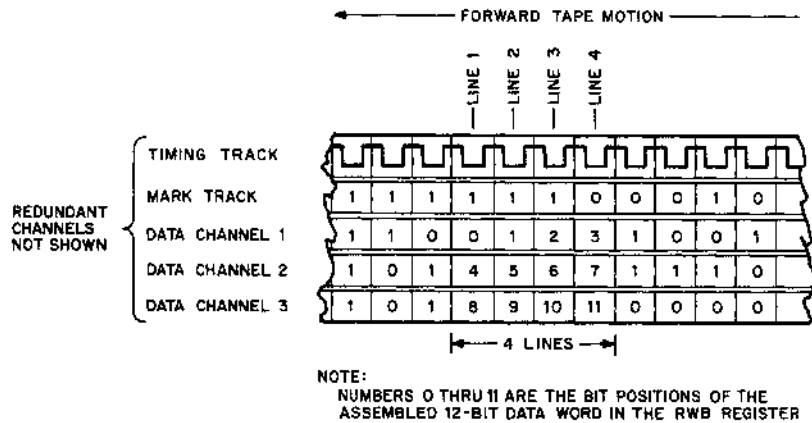 FORWARD TAPE MOTION
LINE 1
LINE 2
LINE 3
LINE 4
REDUNDANT
CHANNELS
NOT SHOWN
TIMING TRACK
MARK TRACK 1 1 1 1 1 1 0 0 0 1 0
DATA CHANNEL 1 1 1 0 0 1 2 3 1 0 0 1
DATA CHANNEL 2 1 0 1 4 5 6 7 1 1 1 0
DATA CHANNEL 3 1 0 1 8 9 10 11 0 0 0 0
4 LINES
NOTE:
NUMBERS 0 THRU 11 ARE THE BIT POSITIONS OF THE
ASSEMBLED 12-BIT DATA WORD IN THE RWB REGISTER